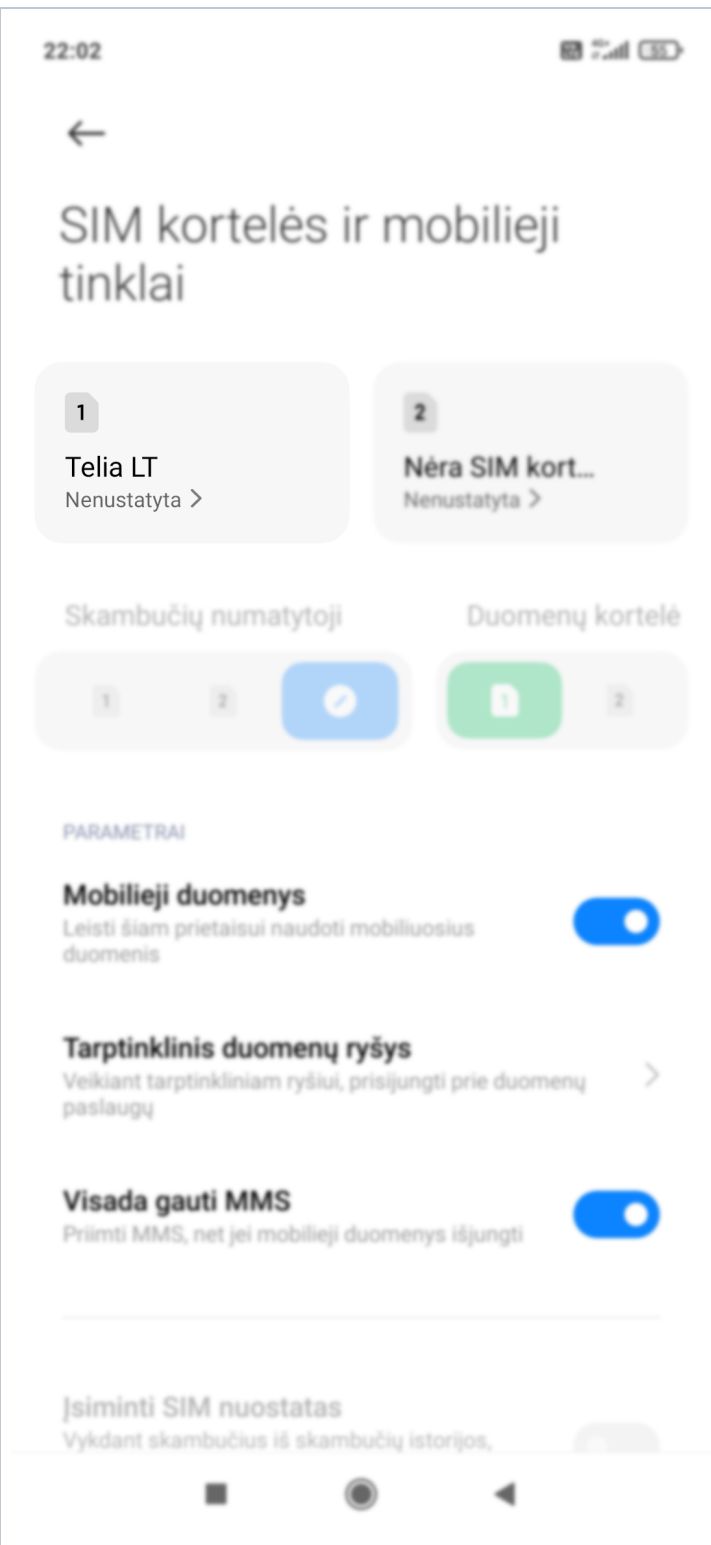 22:02
SIM kortelės ir mobilieji
tinklai
1
2
Telia LT
Nėra SIM kort...
Nenustatyta
Nenustatyta
Skambučių numatytoji
Duomenų kortelė
1
2
1
2
PARAMETRAI
Mobilieji duomenys
Leisti šiam prietaisui naudoti mobiliuosius
duomenis
Tarptinklinis duomenų ryšys
Veikiant tarptinkliniam ryšiui, prisijungti prie duomenų
paslaugų
Visada gauti MMS
Priimti MMS, net jei mobilieji duomenys išjungti
Įsiminti SIM nuostatas
Vykdant skambučius iš skambučių istorijos,